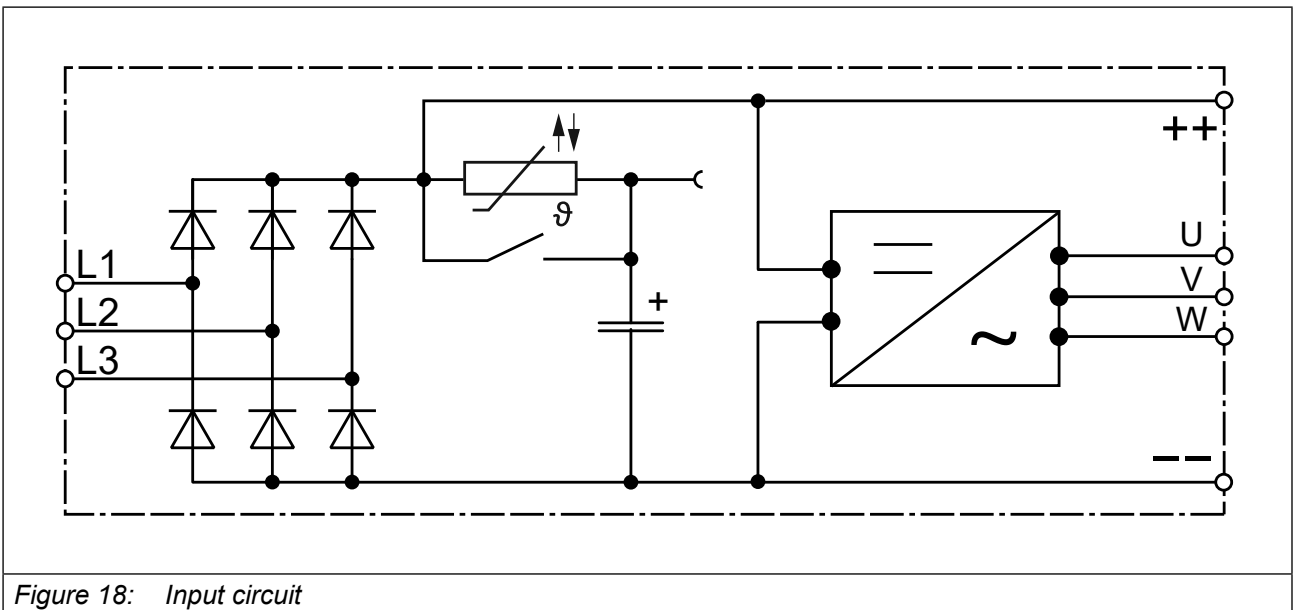 ++
ϑ
L1
L2
L3
+
U
V
W
~
−−
Figure 18: Input circuit